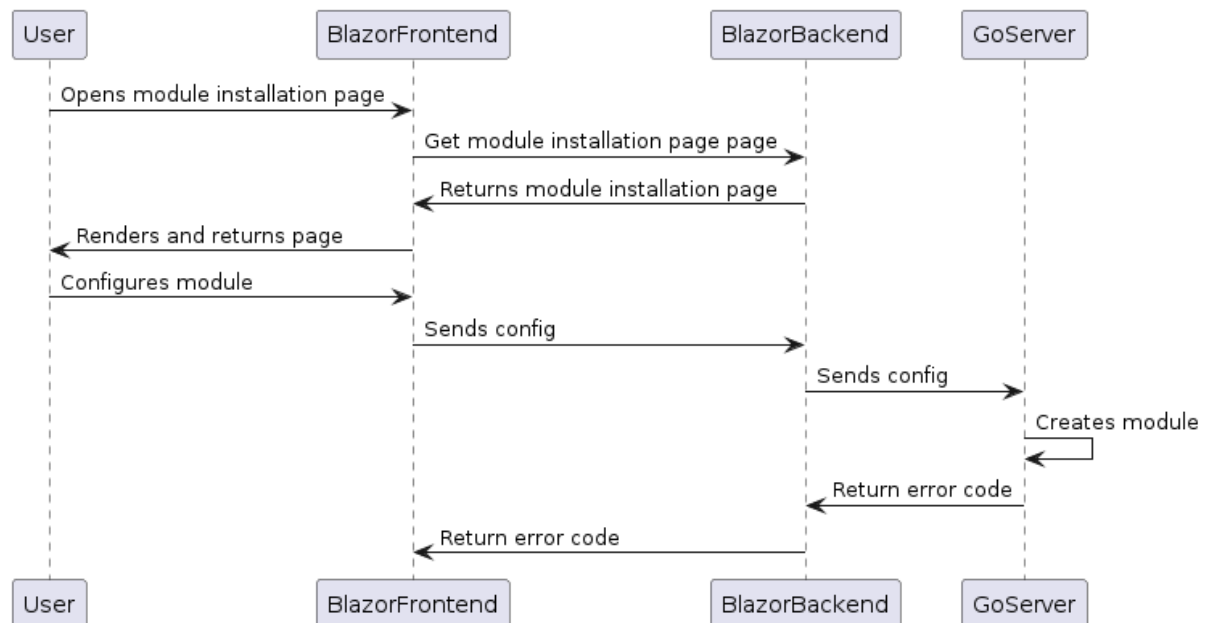 User BlazorFrontend BlazorBackend GoServer
Opens module installation page
Get module installation page page
Returns module installation page
Renders and returns page
Configures module
Sends config
Sends config
Creates module
Return error code
Return error code
User BlazorFrontend BlazorBackend GoServer